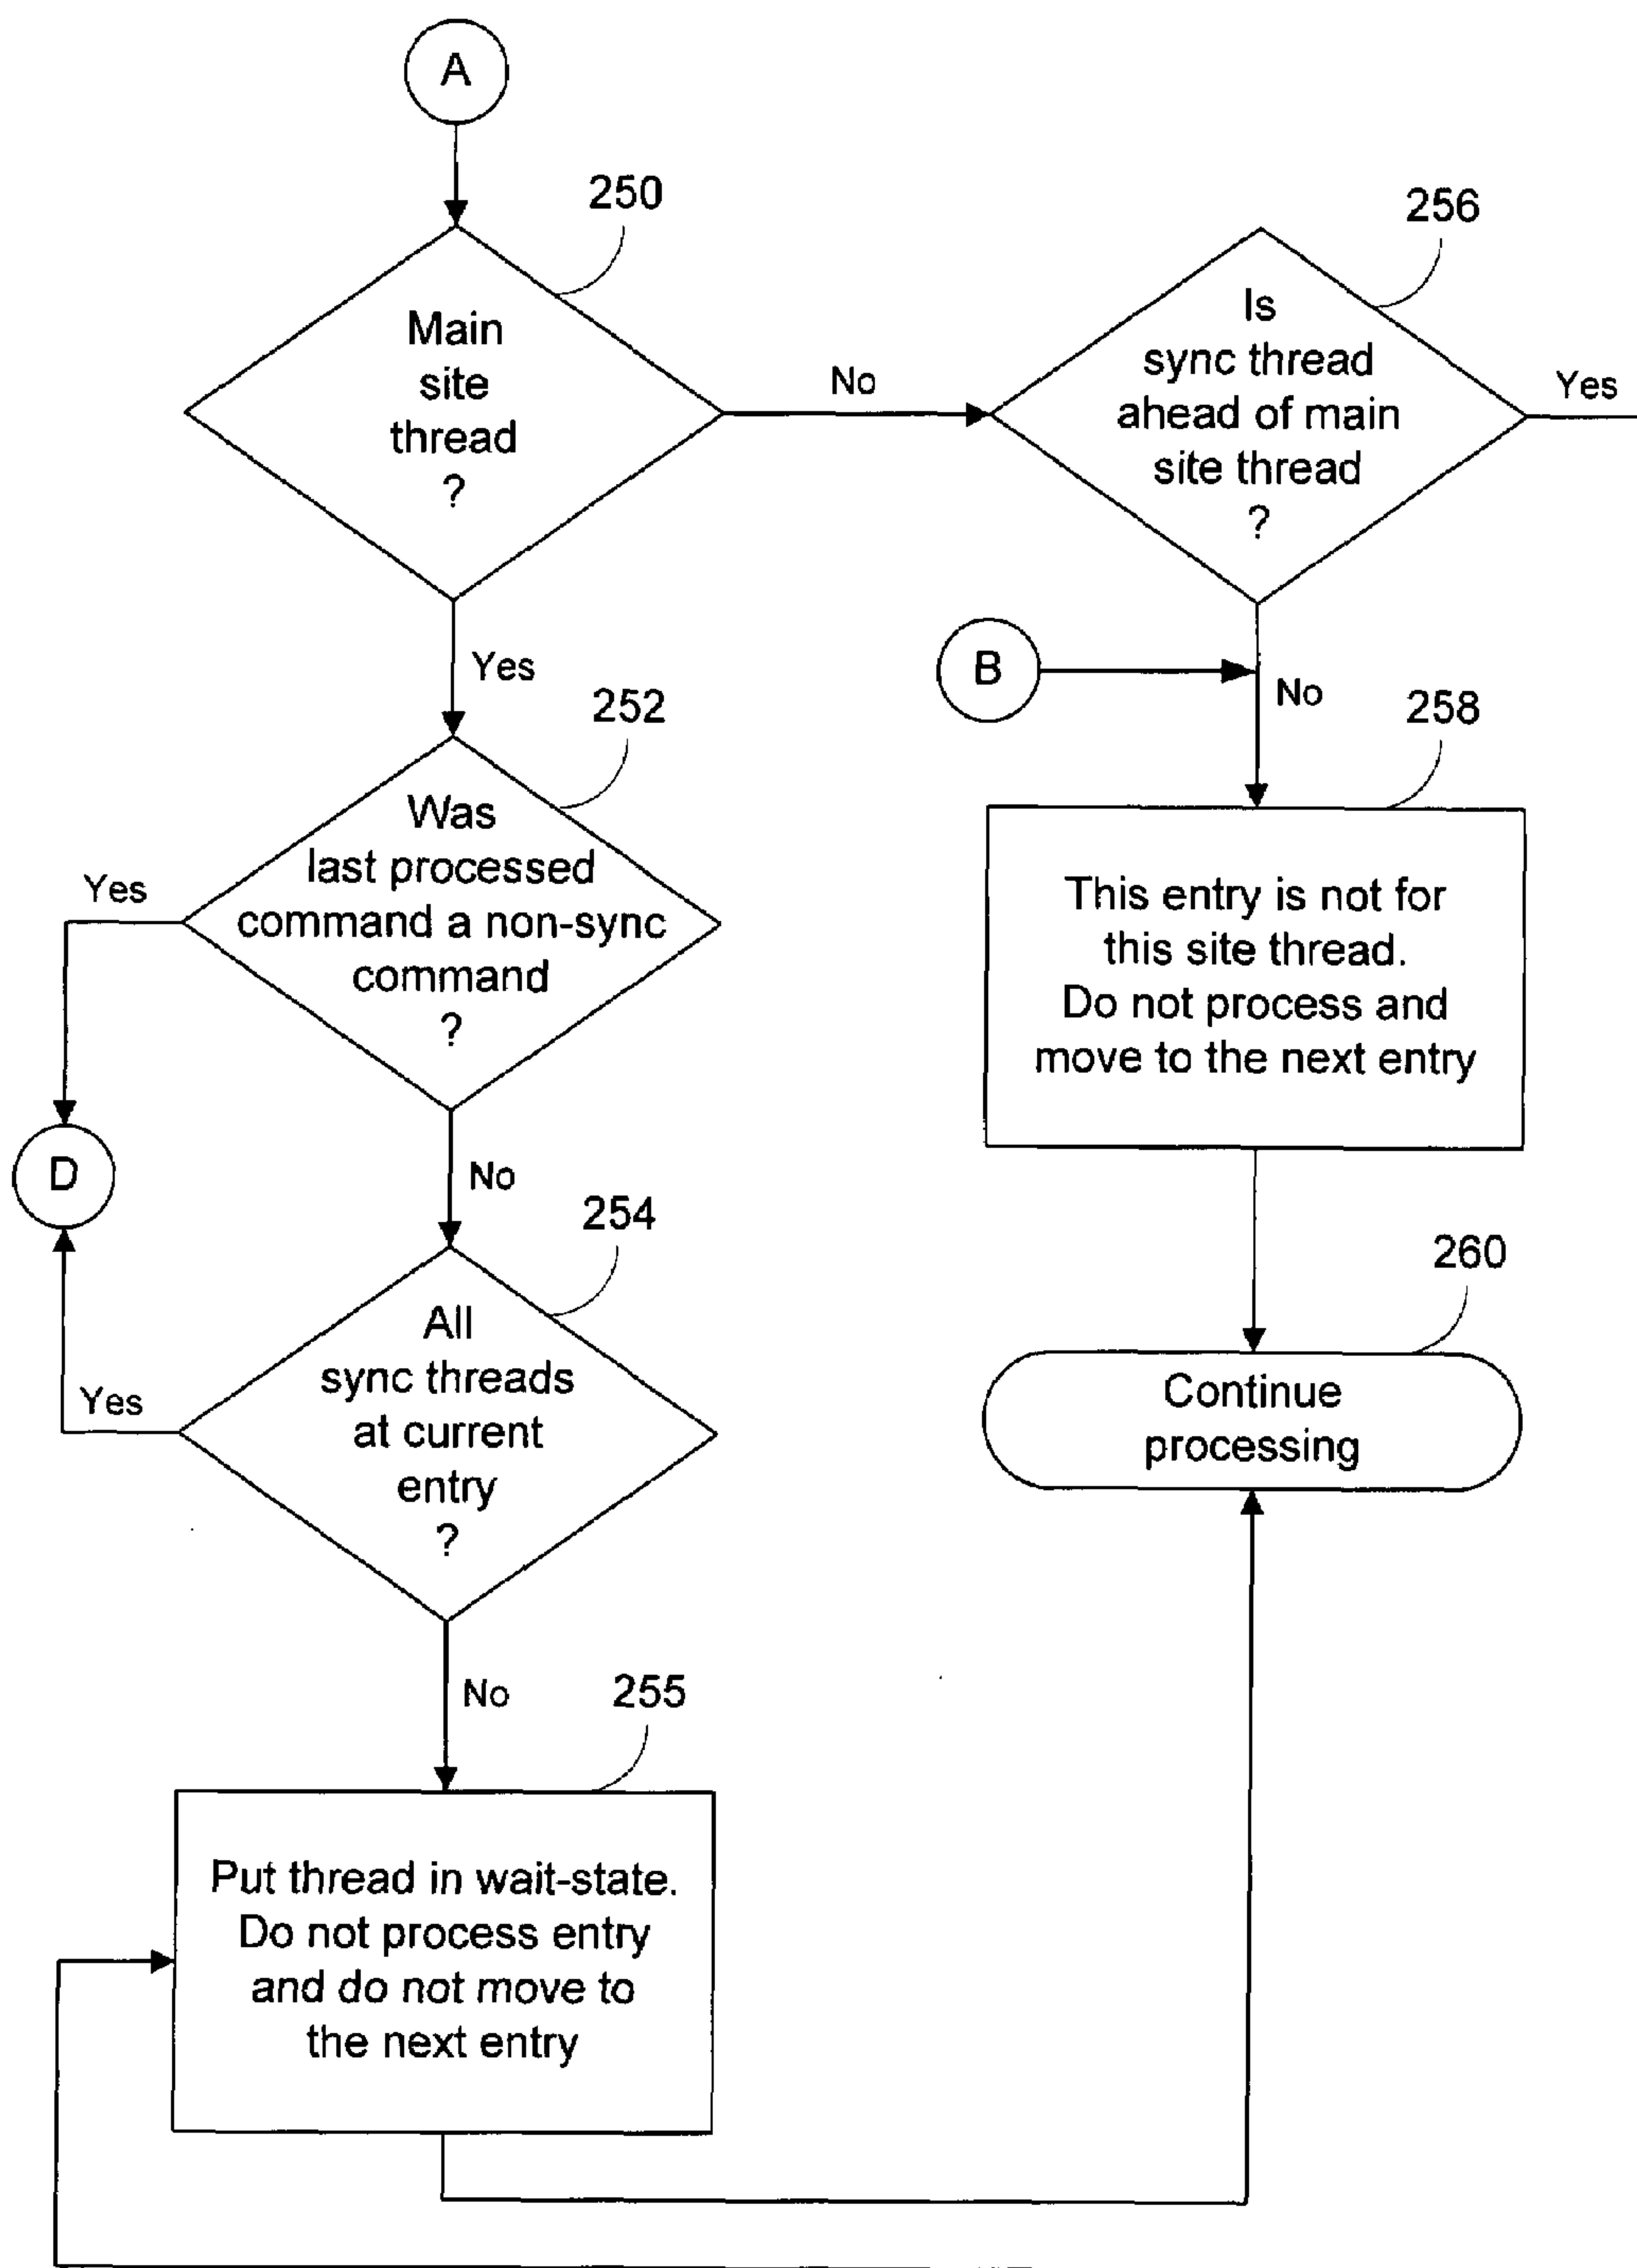 A
250
Main
site
thread
?
No
Yes
256
Is
sync thread
ahead of main
site thread
?
Yes
B
No
252
Was
last processed
command a non-sync
command
?
Yes
No
D
258
This entry is not for
this site thread.
Do not process and
move to the next entry
254
All
sync threads
at current
entry
?
Yes
No
260
Continue
processing
255
Put thread in wait-state.
Do not process entry
and do not move to
the next entry